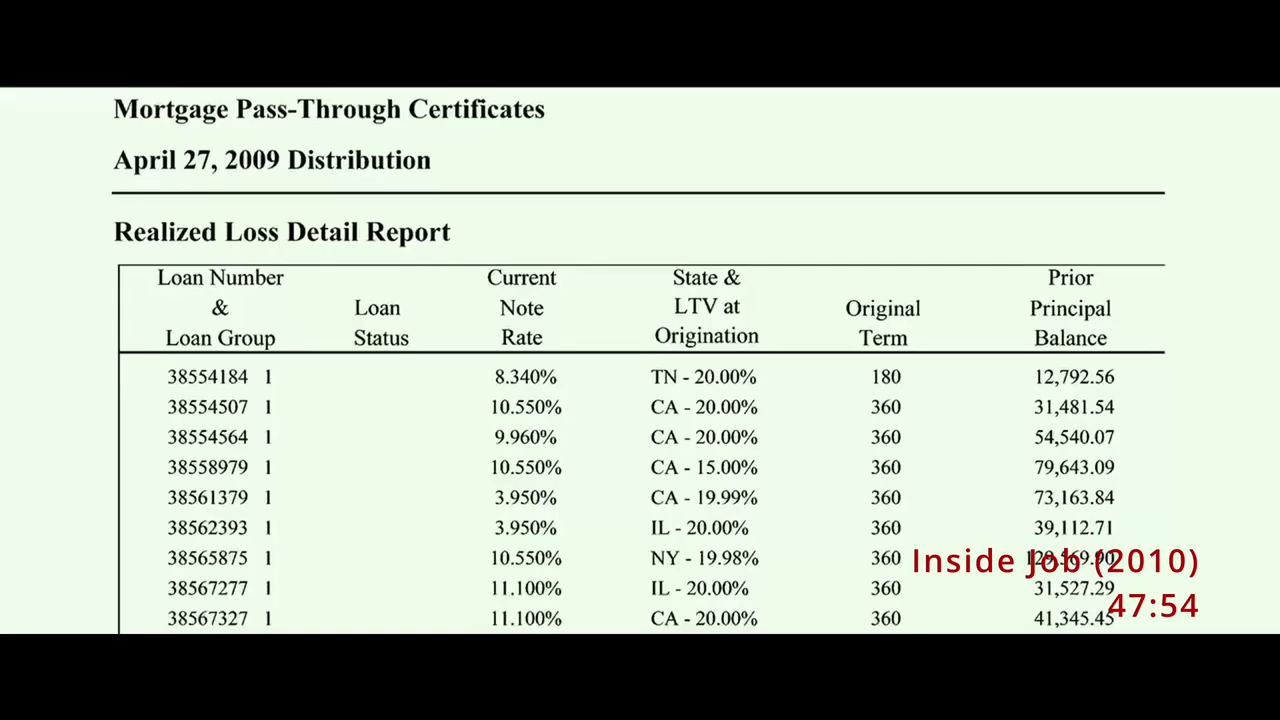 Mortgage Pass-Through Certificates
April 27, 2009 Distribution
Realized Loss Detail Report
Loan Number & Loan Group Loan Status Current Note Rate State & LTV at Origination Original Term Prior Principal Balance
38554184 1 8.340% TN - 20.00% 180 12,792.56
38554507 1 10.550% CA - 20.00% 360 31,481.54
38554564 1 9.960% CA - 20.00% 360 54,540.07
38558979 1 10.550% CA - 15.00% 360 79,643.09
38561379 1 3.950% CA - 19.99% 360 73,163.84
38562393 1 3.950% IL - 20.00% 360 39,112.71
38565875 1 10.550% NY - 19.98% 360 129,569.90
38567277 1 11.100% IL - 20.00% 360 31,527.29
38567327 1 11.100% CA - 20.00% 360 41,345.45
Inside Job (2010)
47:54